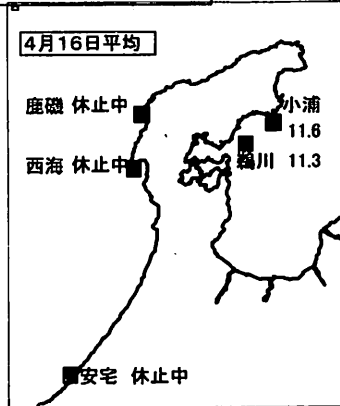 4月16日平均
鹿磯 休止中
小浦
11.6
西海 休止中
鵜川 11.3
安宅 休止中